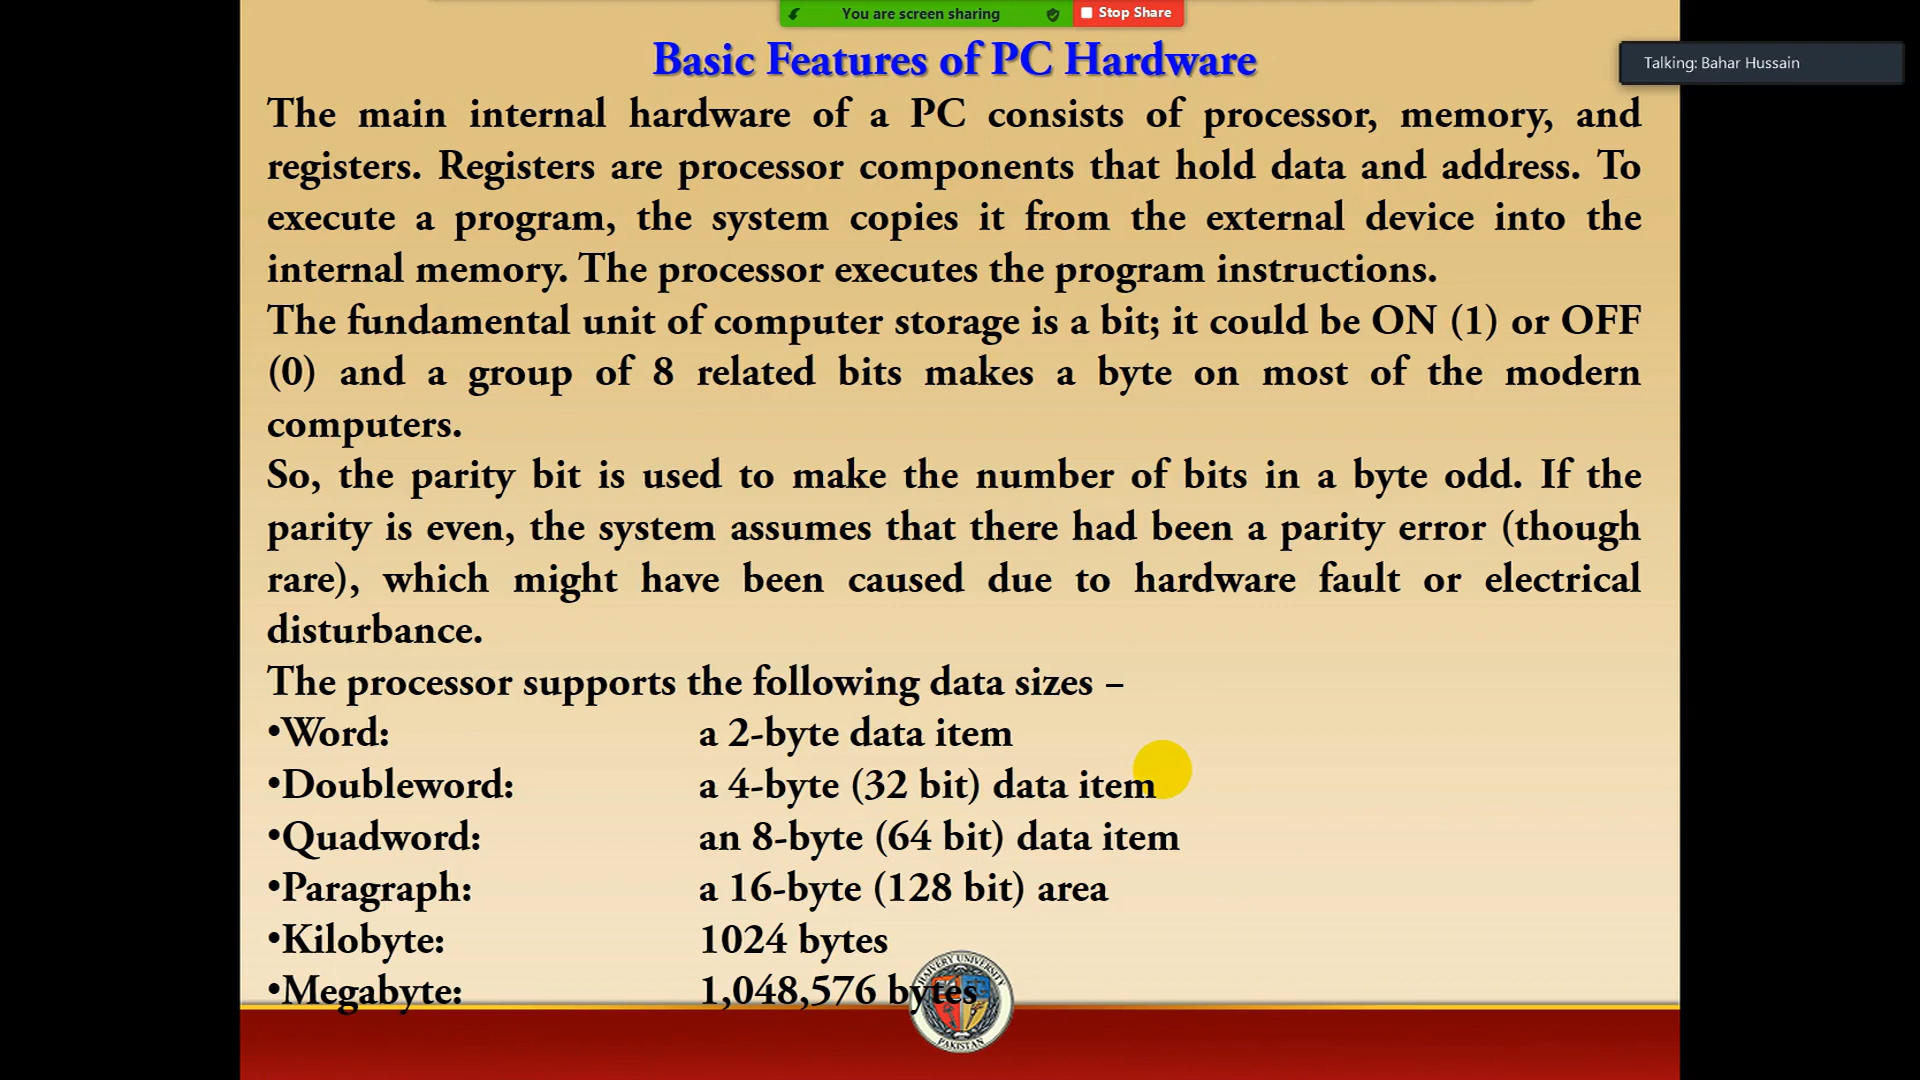 You are screen sharing
Stop Share
Talking: Bahar Hussain
Basic Features of PC Hardware
The main internal hardware of a PC consists of processor, memory, and
registers. Registers are processor components that hold data and address. To
execute a program, the system copies it from the external device into the
internal memory. The processor executes the program instructions.
The fundamental unit of computer storage is a bit; it could be ON (1) or OFF
(0) and a group of 8 related bits makes a byte on most of the modern
computers.
So, the parity bit is used to make the number of bits in a byte odd. If the
parity is even, the system assumes that there had been a parity error (though
rare), which might have been caused due to hardware fault or electrical
disturbance.
The processor supports the following data sizes –
•Word: a 2-byte data item
•Doubleword: a 4-byte (32 bit) data item
•Quadword: an 8-byte (64 bit) data item
•Paragraph: a 16-byte (128 bit) area
•Kilobyte: 1024 bytes
•Megabyte: 1,048,576 bytes
UNIVERSITY
PAKISTAN